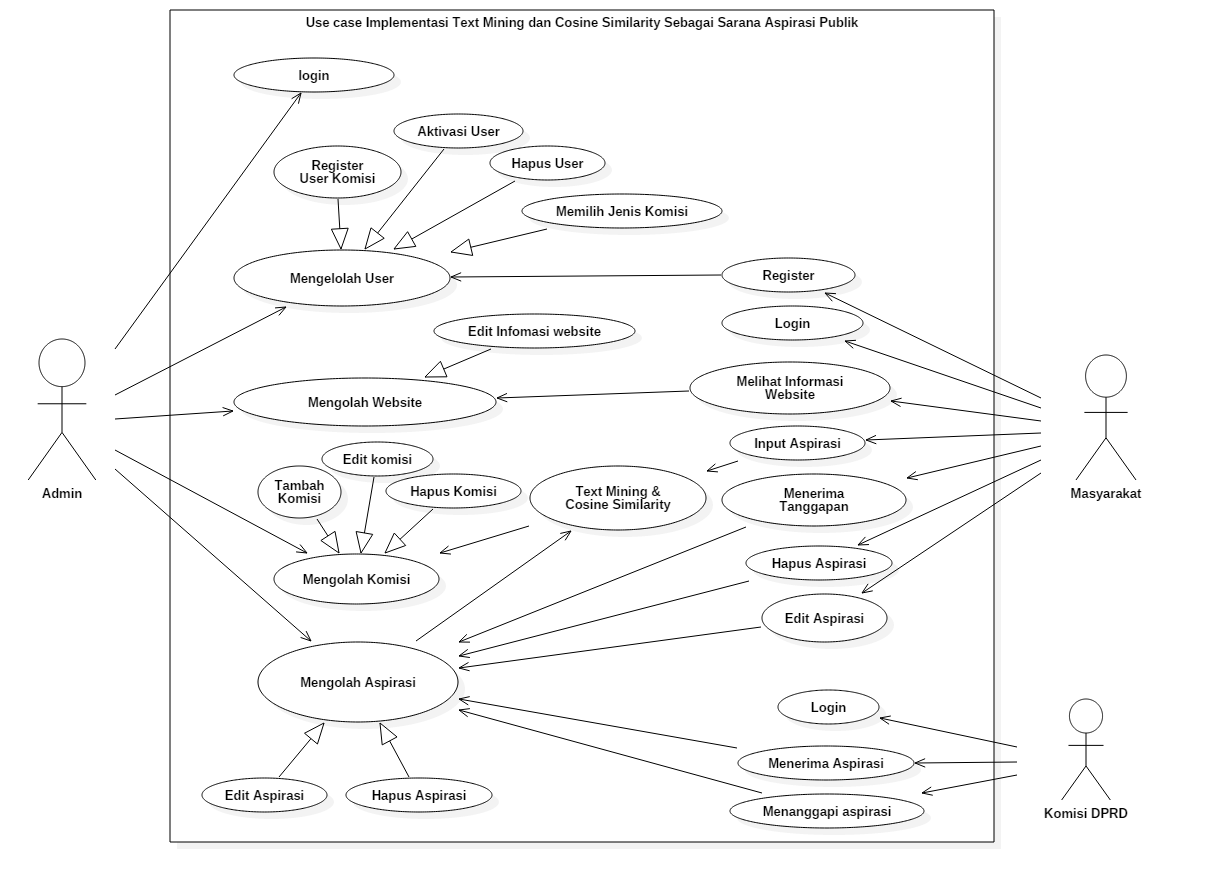 Use case Implementasi Text Mining dan Cosine Similarity Sebagai Sarana Aspirasi Publik
login
Aktivasi User
Register
User Komisi
Hapus User
Memilih Jenis Komisi
Mengelolah User
Register
Edit Infomasi website
Login
Mengolah Website
Melihat Informasi
Website
Input Aspirasi
Edit komisi
Tambah
Komisi
Hapus Komisi
Text Mining &
Cosine Similarity
Menerima
Tanggapan
Admin
Masyarakat
Mengolah Komisi
Hapus Aspirasi
Edit Aspirasi
Mengolah Aspirasi
Login
Menerima Aspirasi
Edit Aspirasi
Hapus Aspirasi
Menanggapi aspirasi
Komisi DPRD